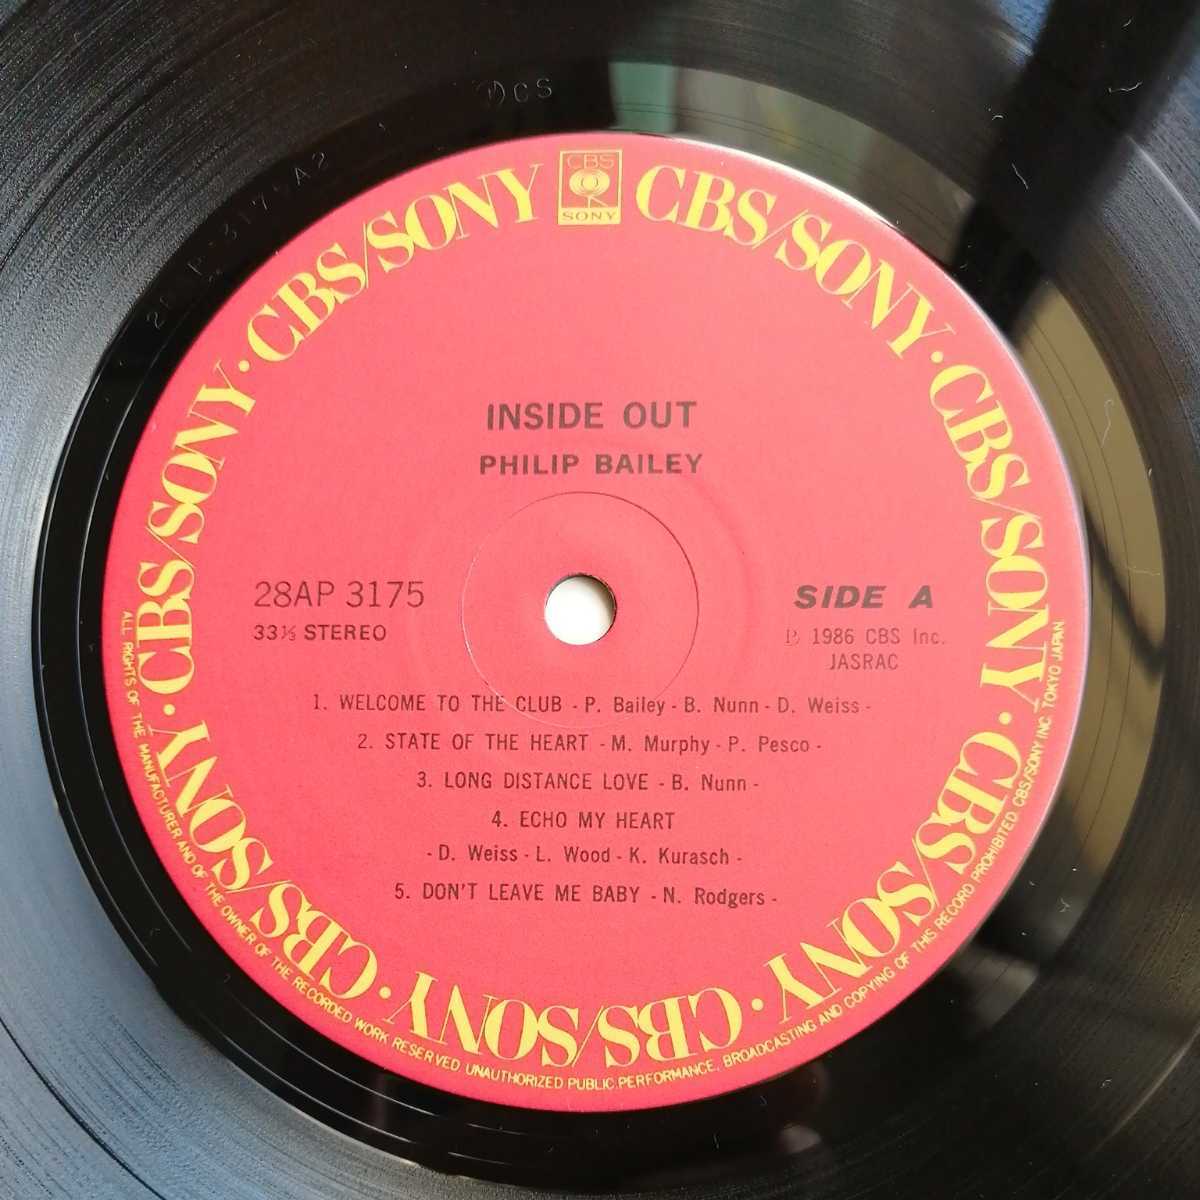 DCS
CBS
SONY
CBS/SONY · CBS/SONY · CBS/SONY · CBS/SONY · CBS/SONY · CBS/SONY · CBS/SONY · CBS/SONY
INSIDE OUT
PHILIP BAILEY
28AP 3175
33⅓ STEREO
SIDE A
Ⓟ 1986 CBS Inc.
JASRAC
1. WELCOME TO THE CLUB - P. Bailey - B. Nunn - D. Weiss -
2. STATE OF THE HEART - M. Murphy - P. Pesco -
3. LONG DISTANCE LOVE - B. Nunn -
4. ECHO MY HEART
- D. Weiss - L. Wood - K. Kurasch -
5. DON'T LEAVE ME BABY - N. Rodgers -
ALL RIGHTS OF THE MANUFACTURER AND OF THE OWNER OF THE RECORDED WORK RESERVED UNAUTHORIZED PUBLIC PERFORMANCE, BROADCASTING AND COPYING OF THIS RECORD PROHIBITED CBS/SONY INC. TOKYO JAPAN